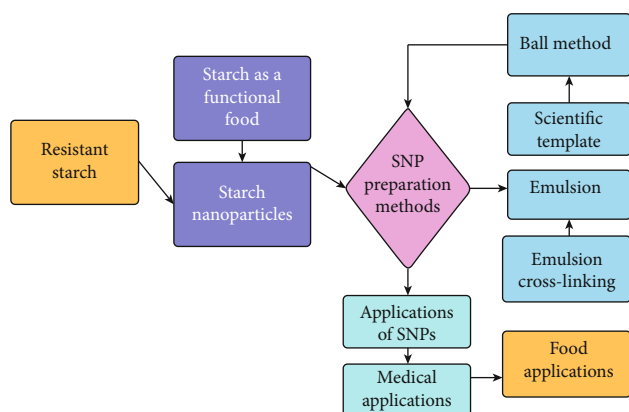 Ball method
Starch as a
functional
food
Scientific
template
Resistant
starch
Starch
nanoparticles
SNP
preparation
methods
Emulsion
Emulsion
cross-linking
Applications
of SNPs
Medical
applications
Food
applications